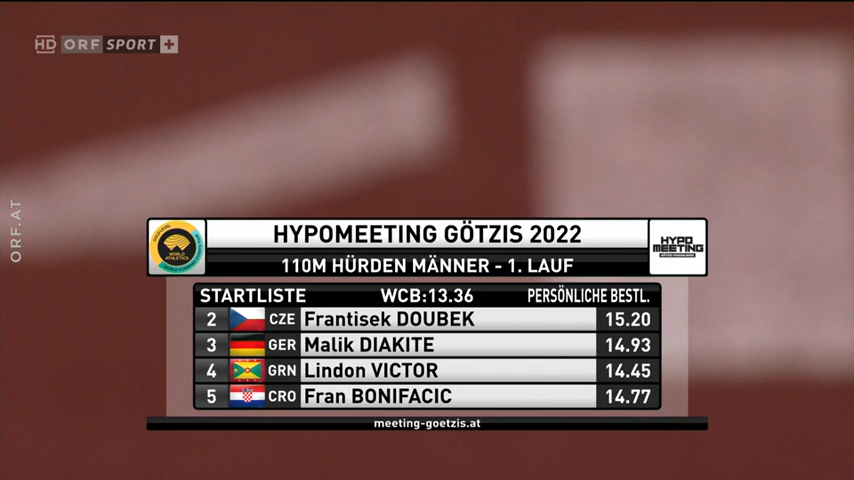 HD ORF SPORT +
ORF.AT
HYPOMEETING GÖTZIS 2022
WORLD ATHLETICS
HYPO MEETING
110M HÜRDEN MÄNNER - 1. LAUF
STARTLISTE WCB:13.36 PERSÖNLICHE BESTL.
2 CZE Frantisek DOUBEK 15.20
3 GER Malik DIAKITE 14.93
4 GRN Lindon VICTOR 14.45
5 CRO Fran BONIFACIC 14.77
meeting-goetzis.at